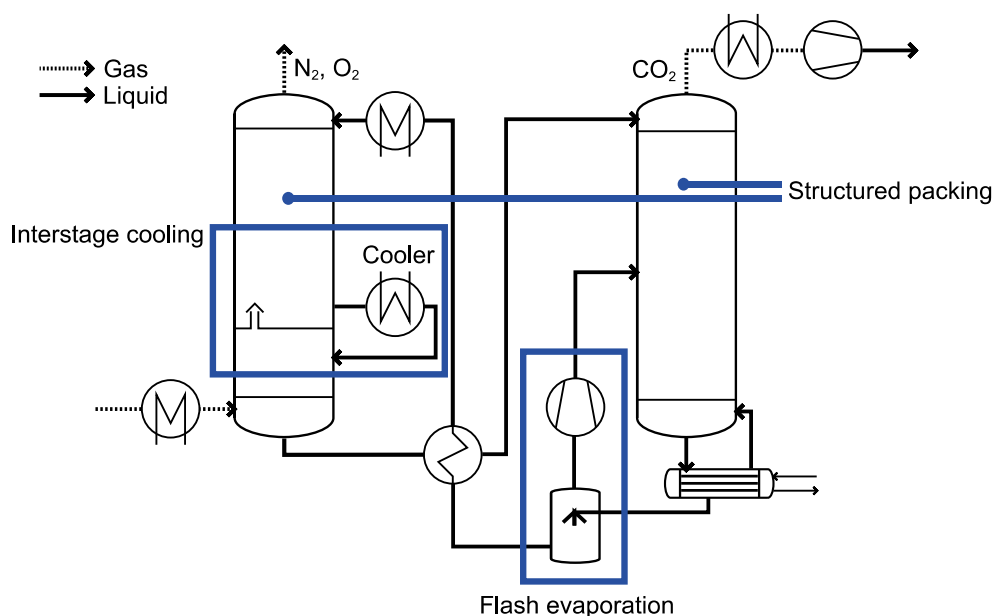 Gas
Liquid
N₂, O₂
CO₂
Structured packing
Interstage cooling
Cooler
Flash evaporation